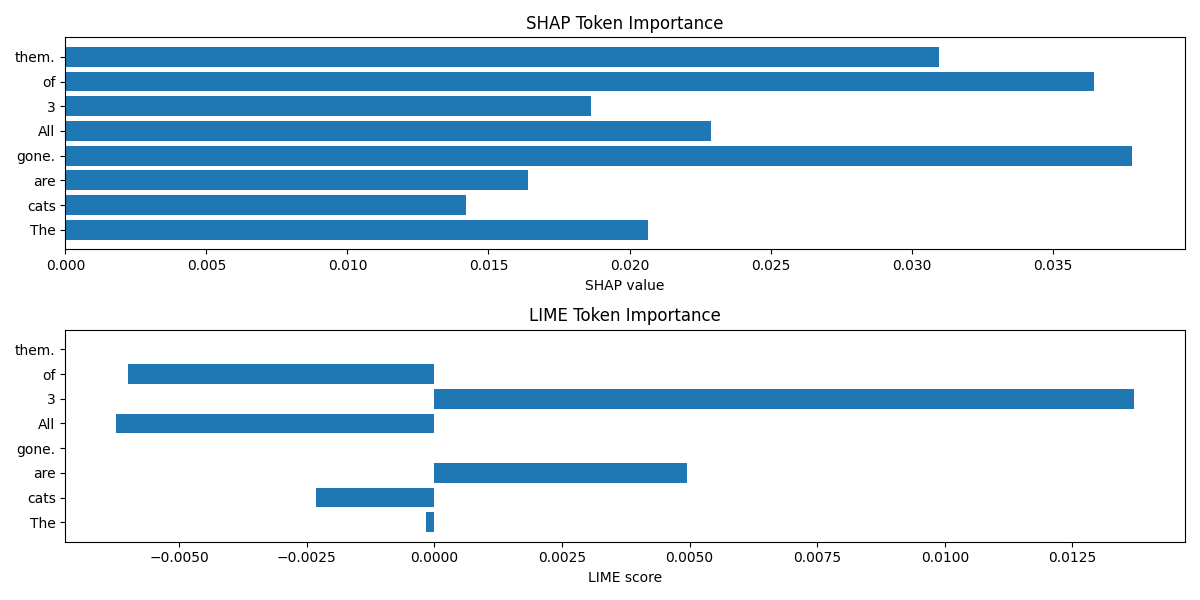 SHAP Token Importance
them.
of
3
All
gone.
are
cats
The
0.000 0.005 0.010 0.015 0.020 0.025 0.030 0.035
SHAP value
LIME Token Importance
them.
of
3
All
gone.
are
cats
The
−0.0050 −0.0025 0.0000 0.0025 0.0050 0.0075 0.0100 0.0125
LIME score